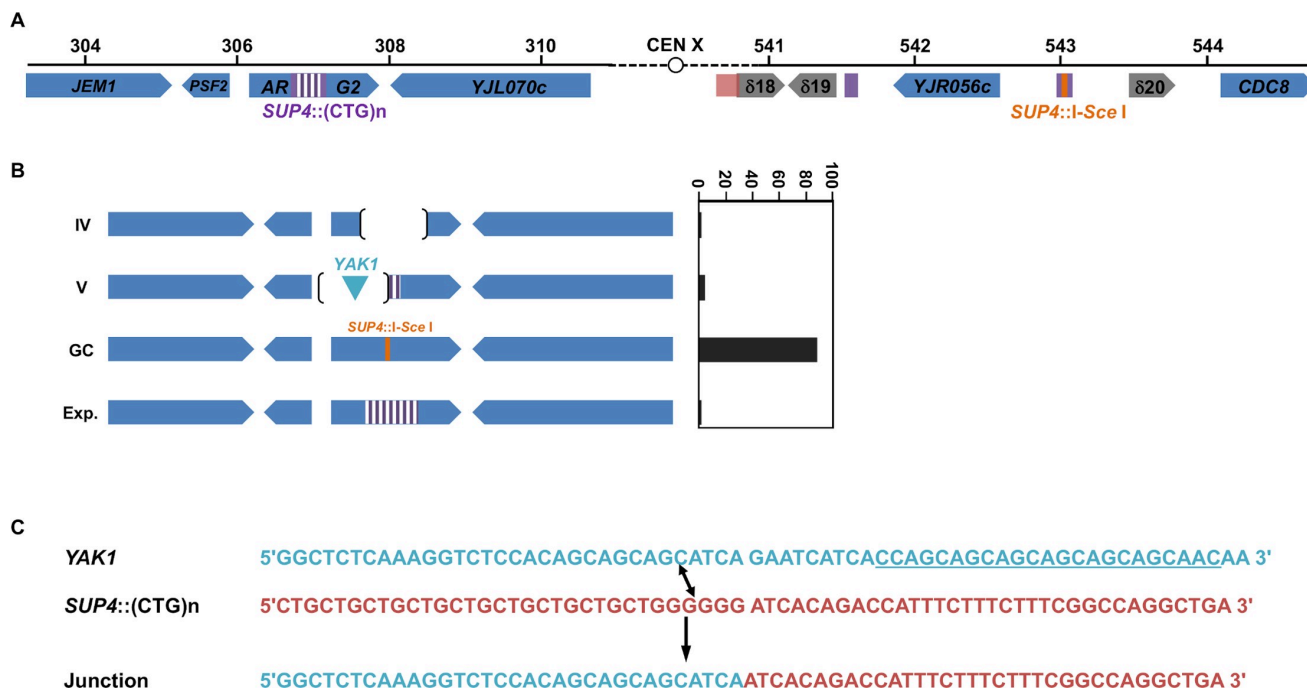 A
304 306 308 310 CEN X 541 542 543 544
JEM1 PSF2 AR G2 YJL070c δ18 δ19 YJR056c δ20 CDC8
SUP4::(CTG)n SUP4::I-Sce I
B
0 20 40 60 80 100
IV
YAK1
V
SUP4::I-Sce I
GC
Exp.
C
YAK1 5'GGCTCTCAAAGGTCTCCACAGCAGCAGCATCA GAATCATCACCAGCAGCAGCAGCAGCAGCAACAA 3'
SUP4::(CTG)n 5'CTGCTGCTGCTGCTGCTGCTGCTGCTGGGGGG ATCACAGACCATTTCTTTCTTTCGGCCAGGCTGA 3'
Junction 5'GGCTCTCAAAGGTCTCCACAGCAGCAGCATCAATCACAGACCATTTCTTTCTTTCGGCCAGGCTGA 3'